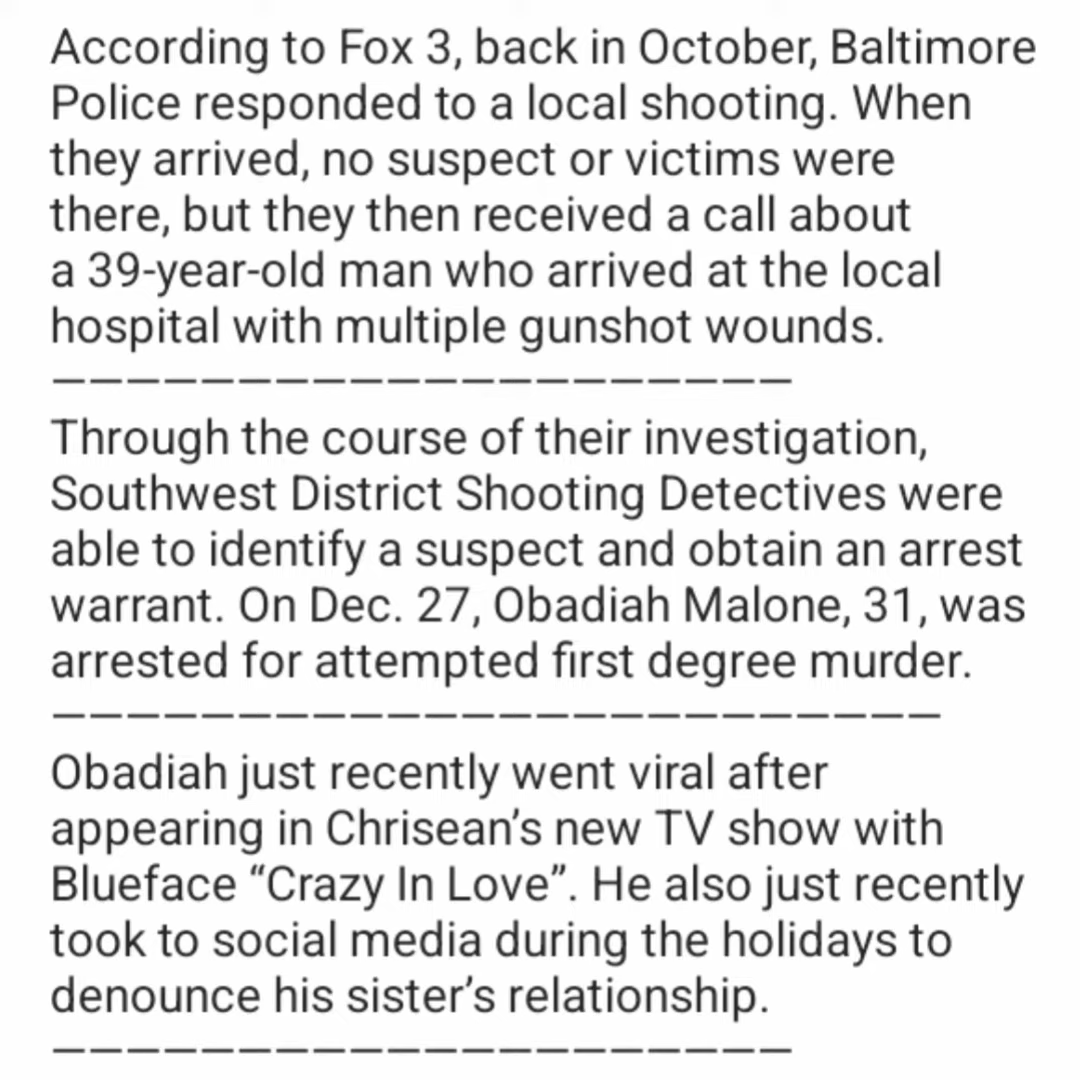 According to Fox 3, back in October, Baltimore
Police responded to a local shooting. When
they arrived, no suspect or victims were
there, but they then received a call about
a 39-year-old man who arrived at the local
hospital with multiple gunshot wounds.
————————————————————
Through the course of their investigation,
Southwest District Shooting Detectives were
able to identify a suspect and obtain an arrest
warrant. On Dec. 27, Obadiah Malone, 31, was
arrested for attempted first degree murder.
————————————————————————
Obadiah just recently went viral after
appearing in Chrisean’s new TV show with
Blueface “Crazy In Love”. He also just recently
took to social media during the holidays to
denounce his sister’s relationship.
————————————————————